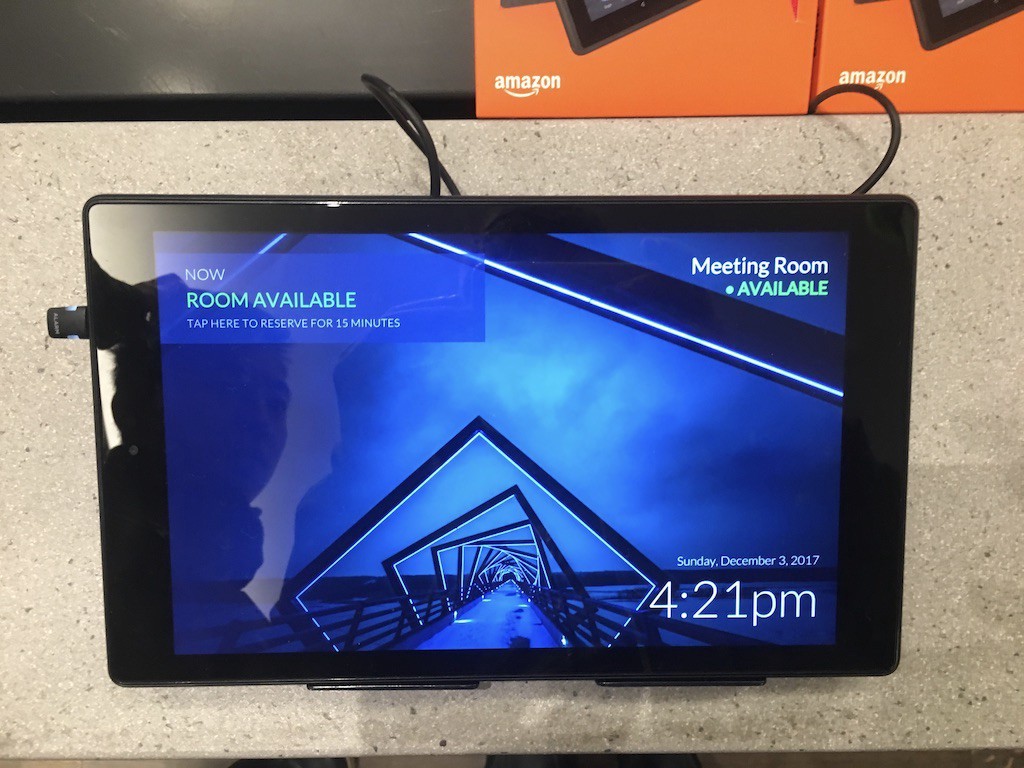 amazon
amazon
NOW
ROOM AVAILABLE
TAP HERE TO RESERVE FOR 15 MINUTES
Meeting Room
• AVAILABLE
Sunday, December 3, 2017
4:21pm